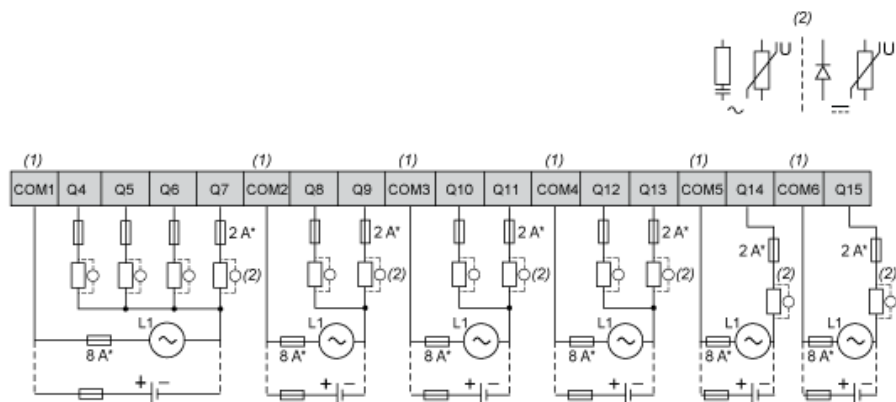 (2)
U U
(1) (1) (1) (1) (1) (1)
COM1 Q4 Q5 Q6 Q7 COM2 Q8 Q9 COM3 Q10 Q11 COM4 Q12 Q13 COM5 Q14 COM6 Q15
2 A* 2 A* 2 A* 2 A*
2 A* 2 A*
(2) (2) (2) (2) (2) (2)
L1 L1 L1 L1 L1 L1
8 A* 8 A* 8 A* 8 A* 8 A* 8 A*
+ − + − + − + − + − + −